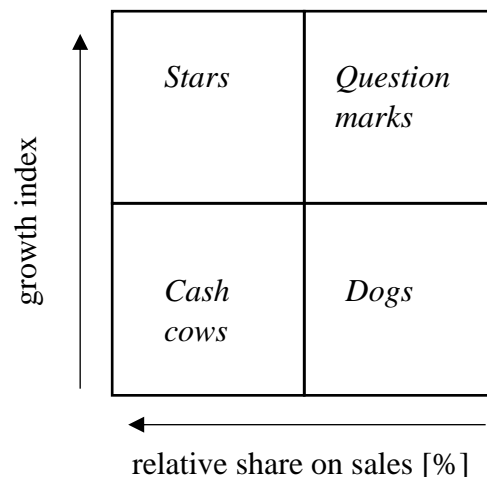 Stars
Question
marks
growth index
Cash
cows
Dogs
relative share on sales [%]